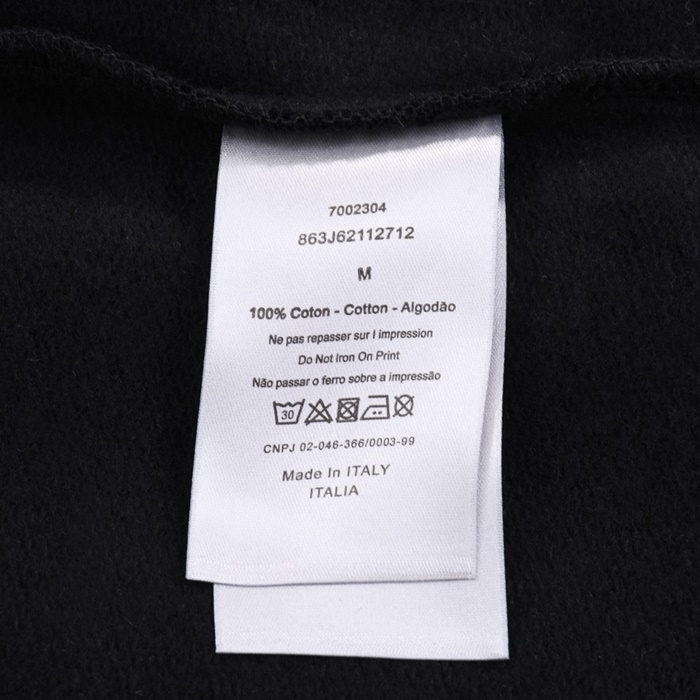 7002304
863J62112712
M
100% Coton - Cotton - Algodão
Ne pas repasser sur l impression
Do Not Iron On Print
Não passar o ferro sobre a impressão
30
CNPJ 02-046-366/0003-99
Made In ITALY
ITALIA